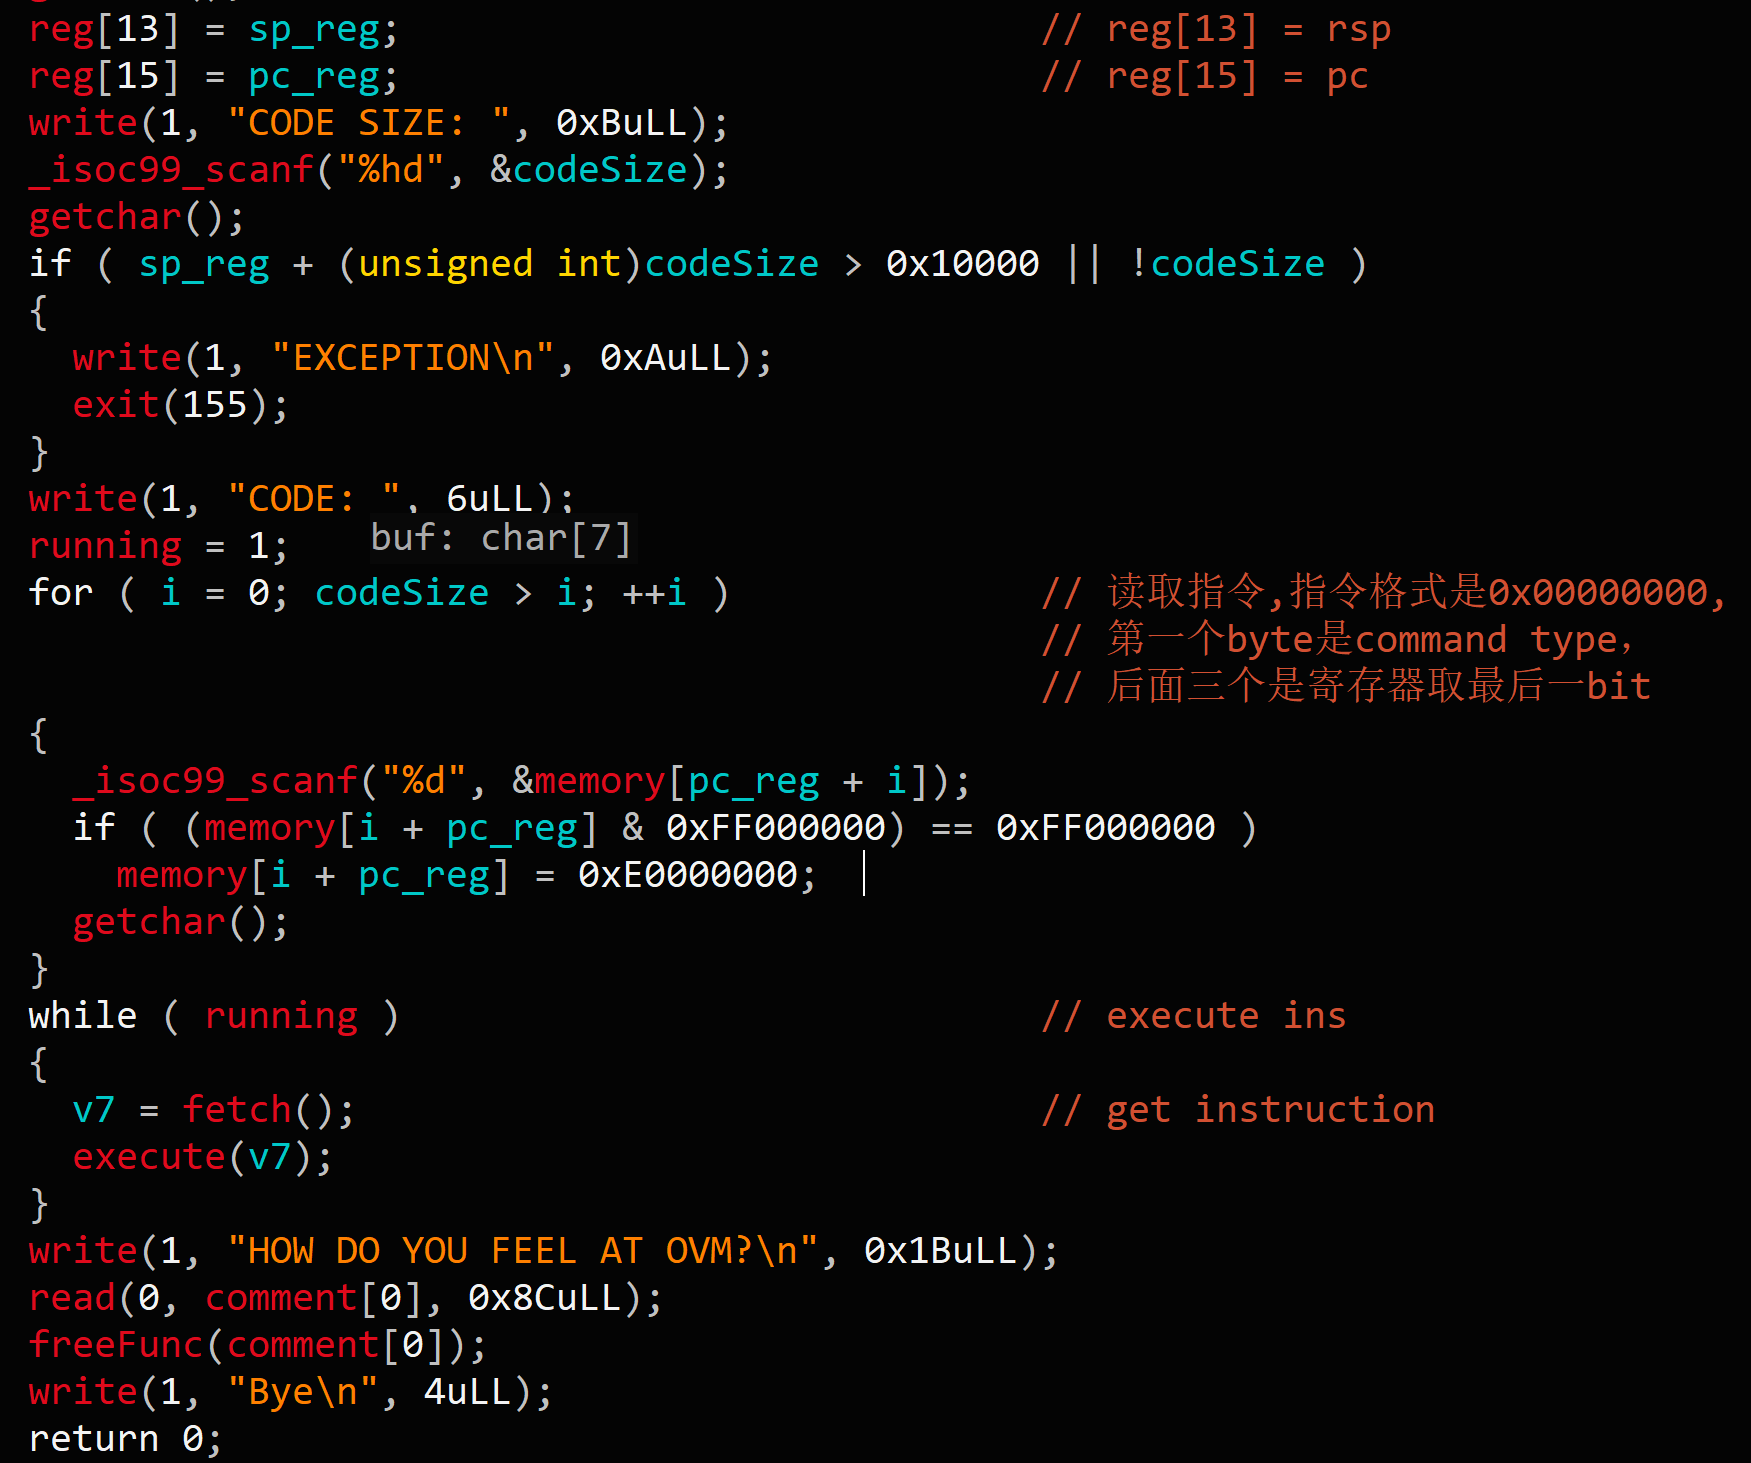 reg[13] = sp_reg; // reg[13] = rsp
reg[15] = pc_reg; // reg[15] = pc
write(1, "CODE SIZE: ", 0xBuLL);
_isoc99_scanf("%hd", &codeSize);
getchar();
if ( sp_reg + (unsigned int)codeSize > 0x10000 || !codeSize )
{
write(1, "EXCEPTION\n", 0xAuLL);
exit(155);
}
write(1, "CODE: ", 6uLL);
buf: char[7]
running = 1;
for ( i = 0; codeSize > i; ++i ) // 读取指令,指令格式是0x00000000,
// 第一个byte是command type,
// 后面三个是寄存器取最后一bit
{
_isoc99_scanf("%d", &memory[pc_reg + i]);
if ( (memory[i + pc_reg] & 0xFF000000) == 0xFF000000 )
memory[i + pc_reg] = 0xE0000000;
getchar();
}
while ( running ) // execute ins
{
v7 = fetch(); // get instruction
execute(v7);
}
write(1, "HOW DO YOU FEEL AT OVM?\n", 0x1BuLL);
read(0, comment[0], 0x8CuLL);
freeFunc(comment[0]);
write(1, "Bye\n", 4uLL);
return 0;